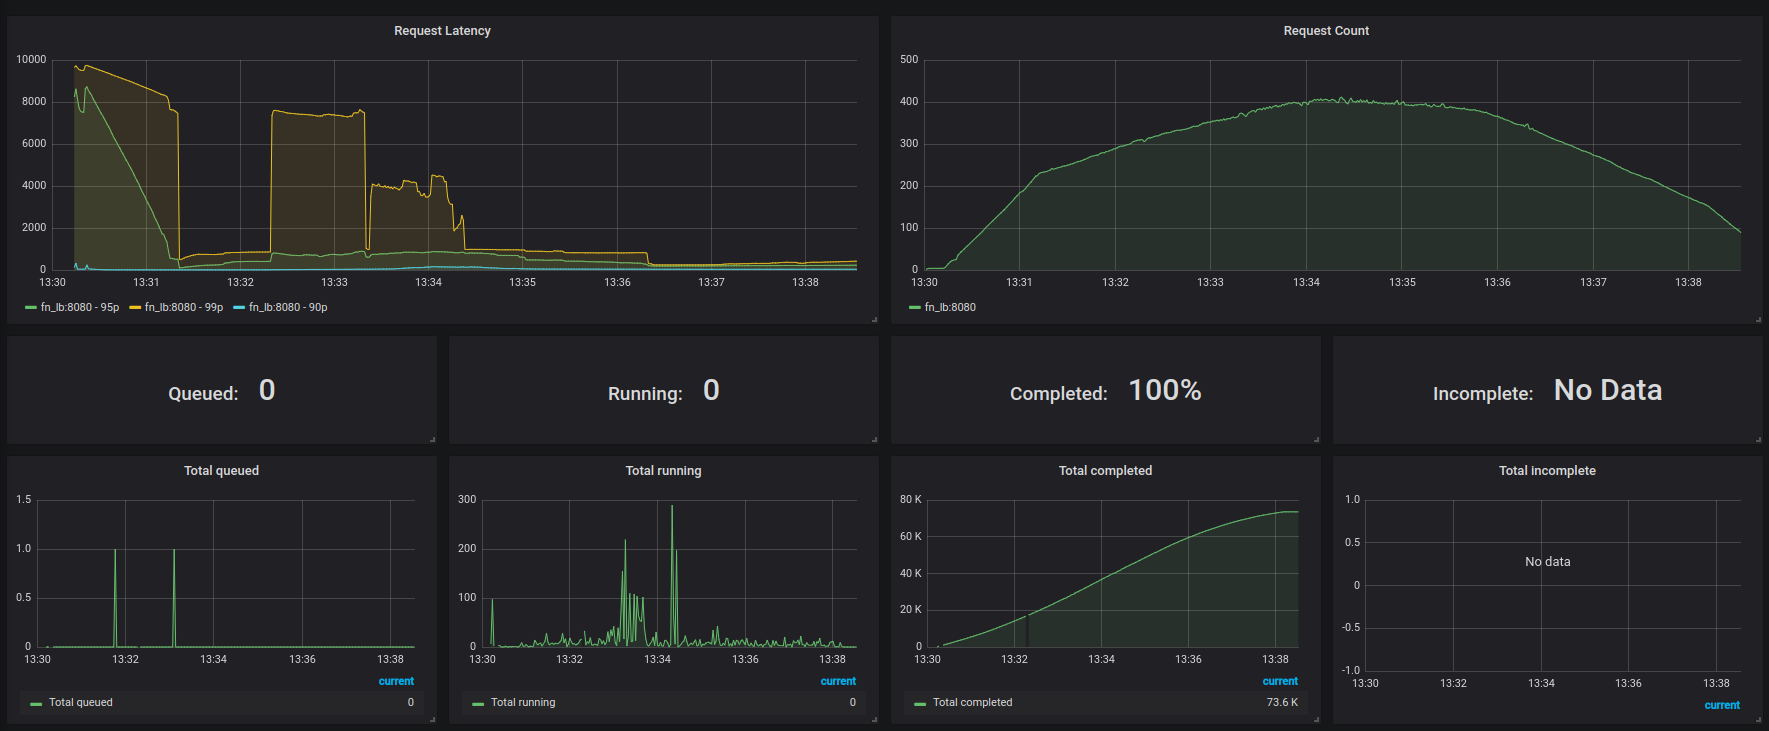 Request Latency
10000
8000
6000
4000
2000
0
13:30 13:31 13:32 13:33 13:34 13:35 13:36 13:37 13:38
fn_lb:8080 - 95p fn_lb:8080 - 99p fn_lb:8080 - 90p
Request Count
500
400
300
200
100
0
13:30 13:31 13:32 13:33 13:34 13:35 13:36 13:37 13:38
fn_lb:8080
Queued: 0
Running: 0
Completed: 100%
Incomplete: No Data
Total queued
1.5
1.0
0.5
0
13:30 13:32 13:34 13:36 13:38
current
Total queued 0
Total running
300
200
100
0
13:30 13:32 13:34 13:36 13:38
current
Total running 0
Total completed
80 K
60 K
40 K
20 K
0
13:30 13:32 13:34 13:36 13:38
current
Total completed 73.6 K
Total incomplete
1.0
0.5
No data
0
-0.5
-1.0
13:30 13:32 13:34 13:36 13:38
current